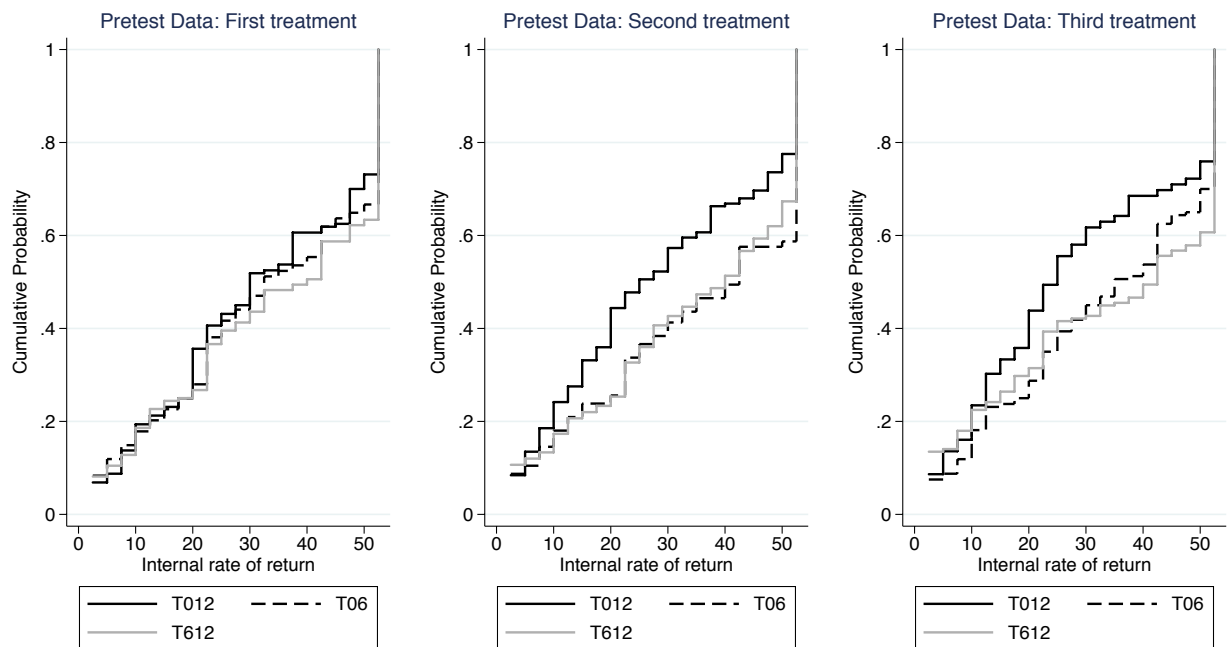 Pretest Data: First treatment
Cumulative Probability
1
.8
.6
.4
.2
0
0 10 20 30 40 50
Internal rate of return
T012 T06
T612
Pretest Data: Second treatment
Cumulative Probability
1
.8
.6
.4
.2
0
0 10 20 30 40 50
Internal rate of return
T012 T06
T612
Pretest Data: Third treatment
Cumulative Probability
1
.8
.6
.4
.2
0
0 10 20 30 40 50
Internal rate of return
T012 T06
T612